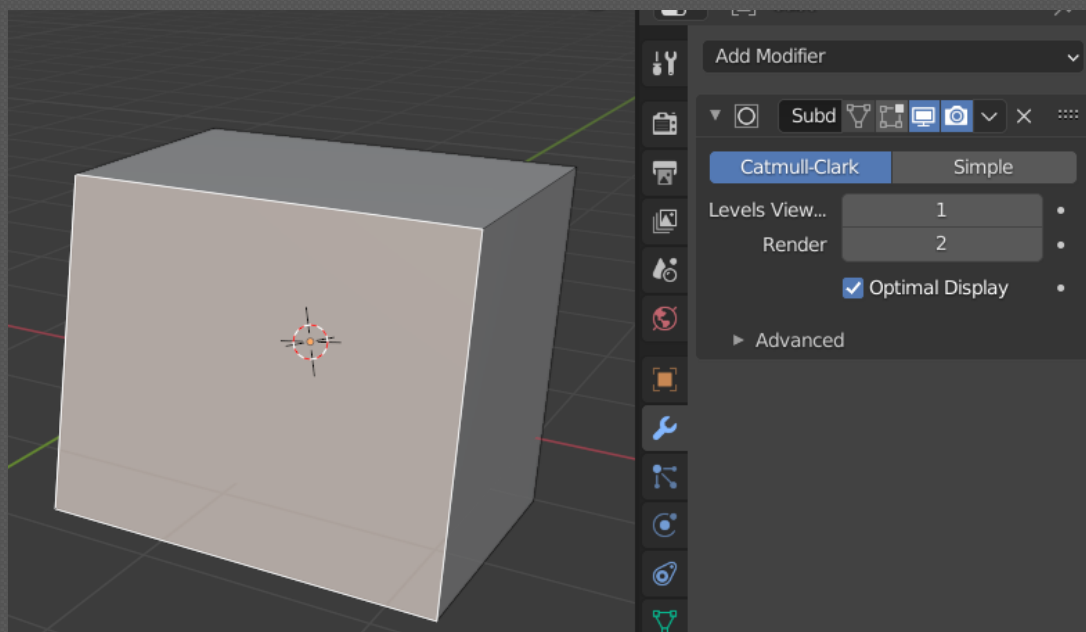 Add Modifier
Subd
Catmull-Clark Simple
Levels View... 1
Render 2
Optimal Display
Advanced